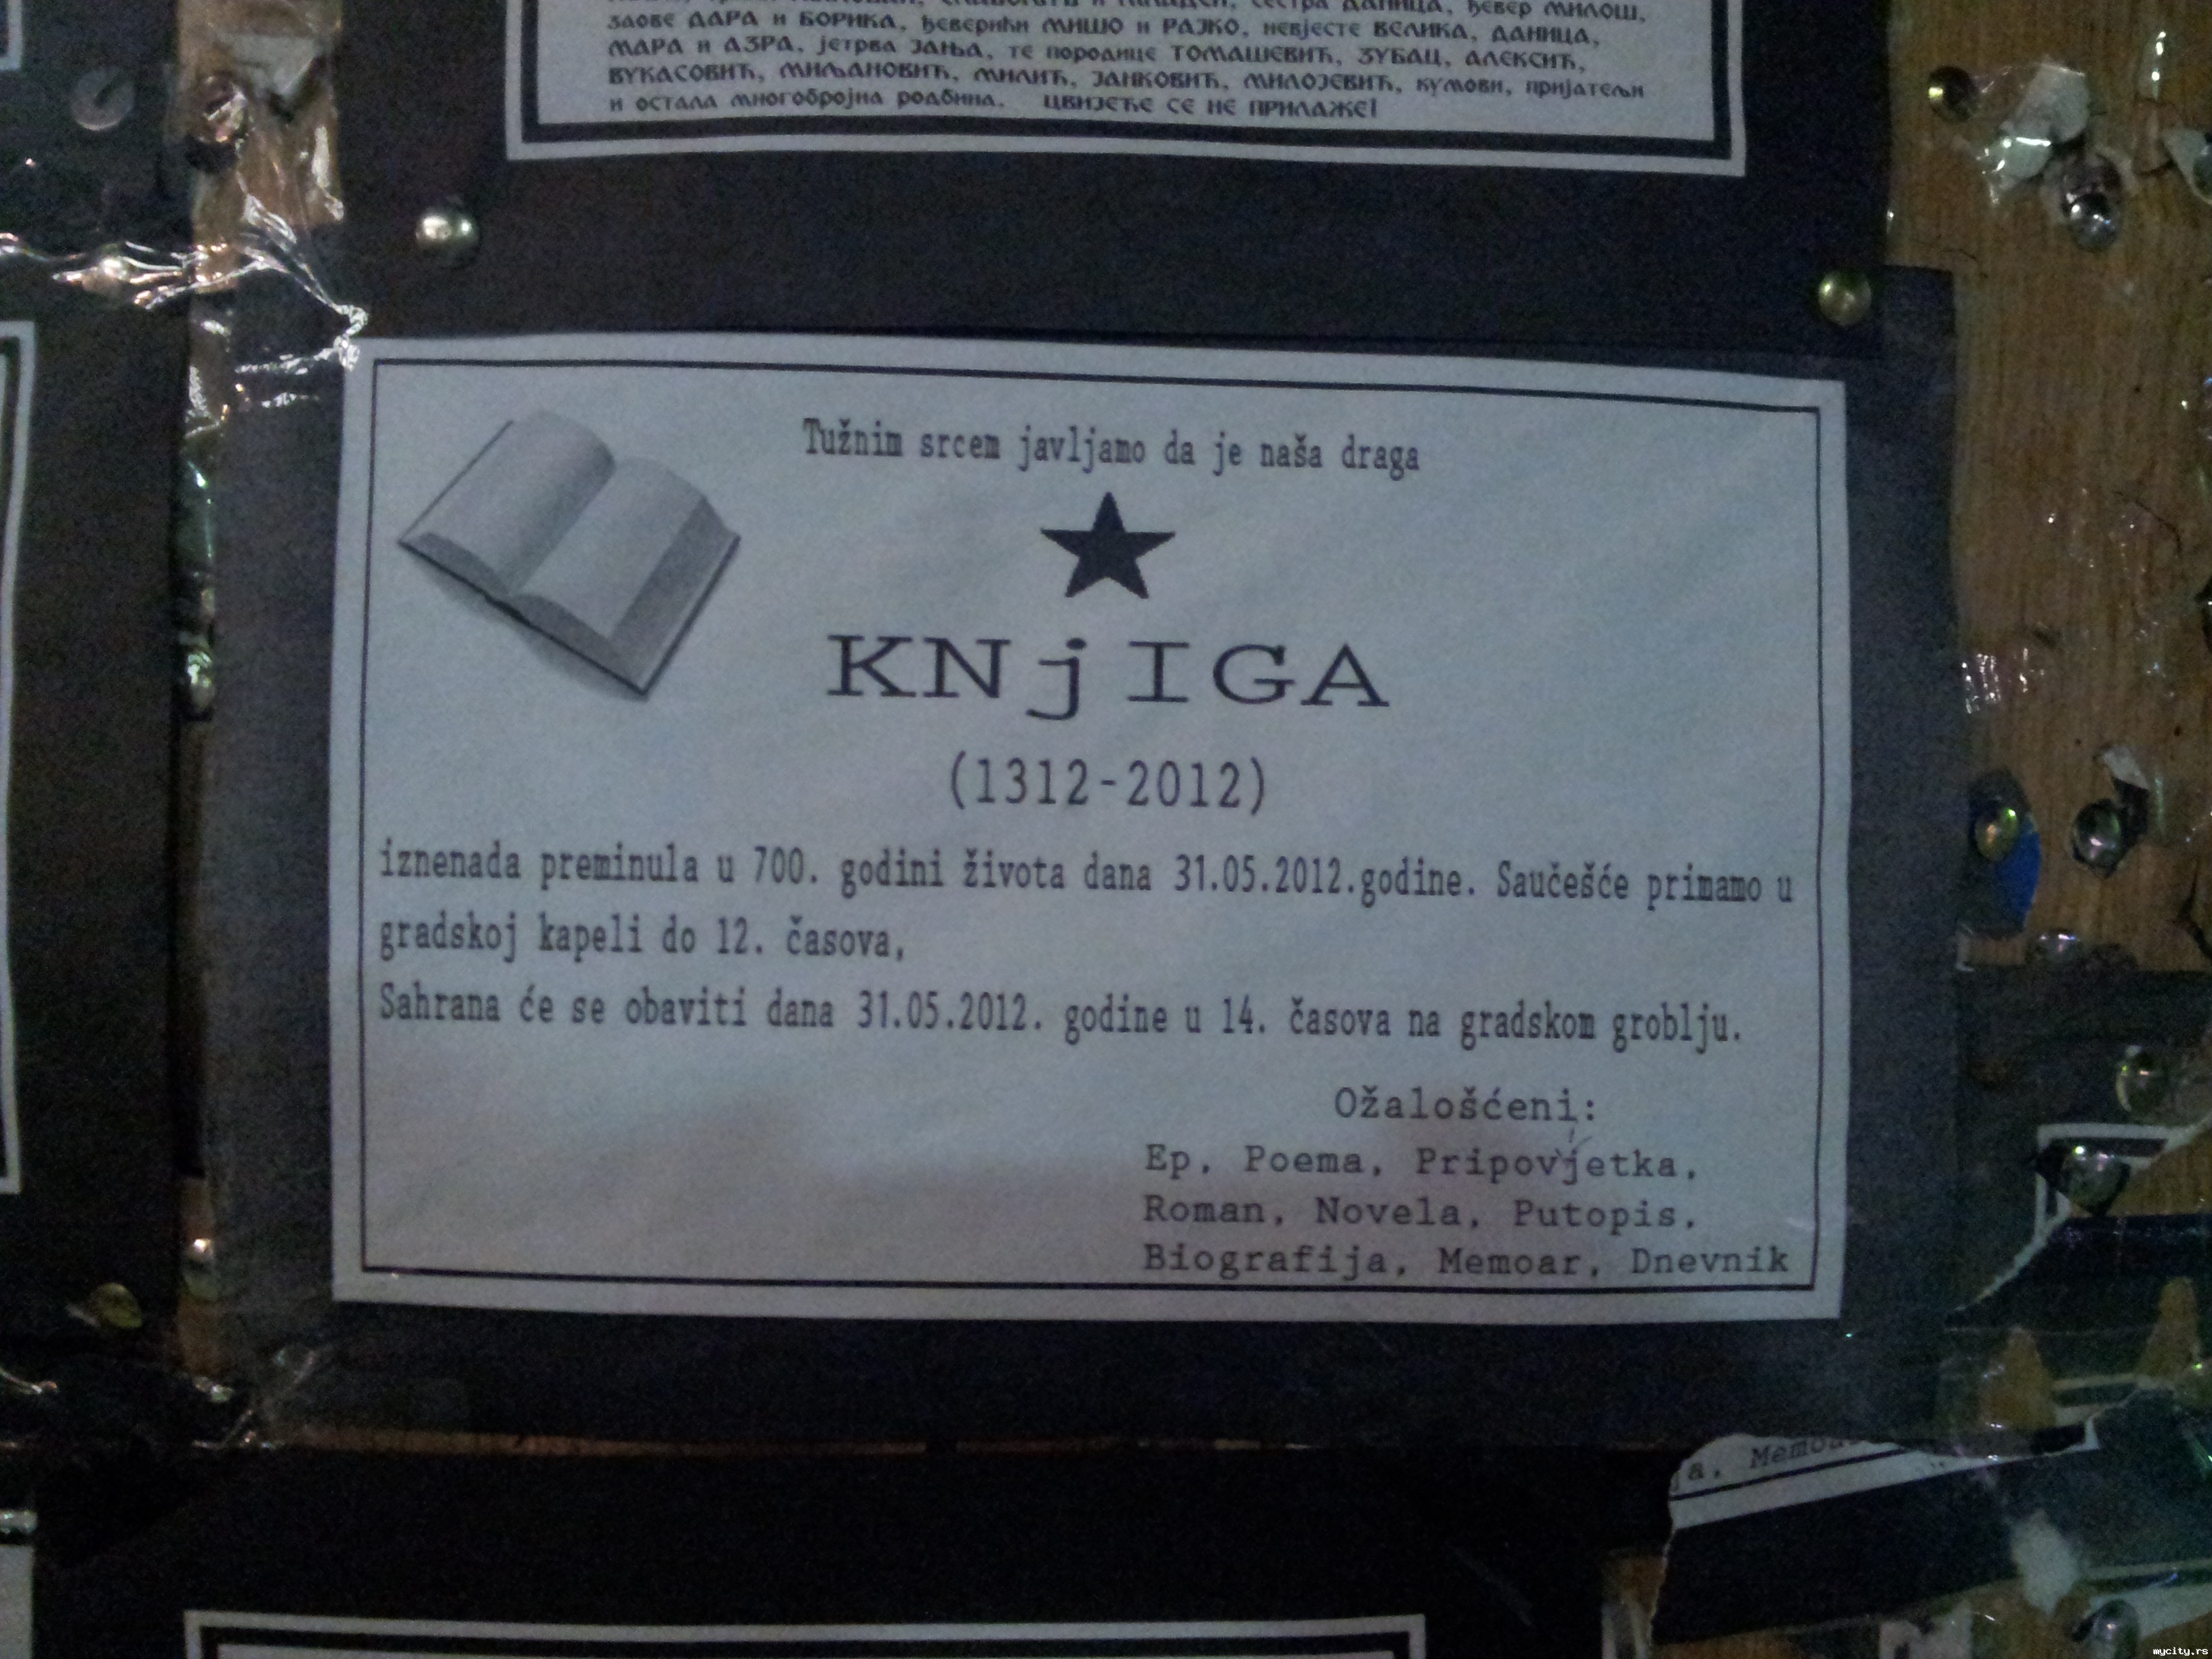 заове ДАРА и БОРИКА, ђеверићи МИШО и РАЈКО, невјесте ВЕЛИКА, ДАНИЦА,
МАРА и АЗРА, јетрва ЈАЊА, те породице ТОМАШЕВИЋ, ЗУБАЦ, АЛЕКСИЋ,
ВУКАСОВИЋ, МИЉАНОВИЋ, МИЛИЋ, ЈАНКОВИЋ, МИЛОЈЕВИЋ, кумови, пријатељи
и остала многобројна родбина. ЦВИЈЕЋЕ СЕ НЕ ПРИЛАЖЕ!
Tužnim srcem javljamo da je naša draga
KNjIGA
(1312-2012)
iznenada preminula u 700. godini života dana 31.05.2012.godine. Saučešće primamo u
gradskoj kapeli do 12. časova,
Sahrana će se obaviti dana 31.05.2012. godine u 14. časova na gradskom groblju.
Ožalošćeni:
Ep, Poema, Pripovjetka,
Roman, Novela, Putopis,
Biografija, Memoar, Dnevnik
mycity.rs